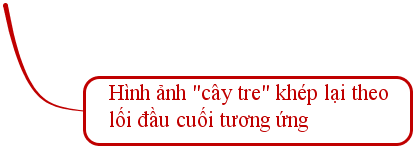 Hình ảnh "cây tre" khép lại theo
lối đầu cuối tương ứng